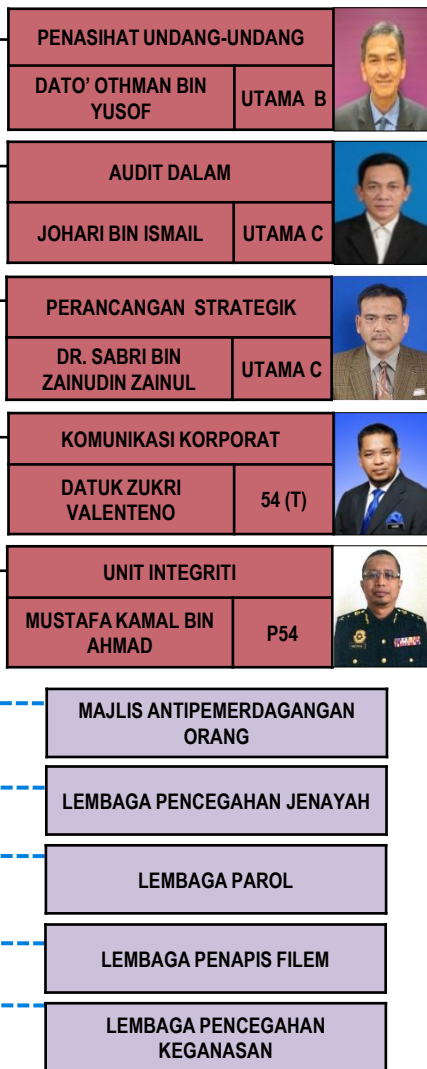 PENASIHAT UNDANG-UNDANG
DATO' OTHMAN BIN
YUSOF
UTAMA B
AUDIT DALAM
JOHARI BIN ISMAIL
UTAMA C
PERANCANGAN STRATEGIK
DR. SABRI BIN
ZAINUDIN ZAINUL
UTAMA C
KOMUNIKASI KORPORAT
DATUK ZUKRI
VALENTENO
54 (T)
UNIT INTEGRITI
MUSTAFA KAMAL BIN
AHMAD
P54
MAJLIS ANTIPEMERDAGANGAN
ORANG
LEMBAGA PENCEGAHAN JENAYAH
LEMBAGA PAROL
LEMBAGA PENAPIS FILEM
LEMBAGA PENCEGAHAN
KEGANASAN